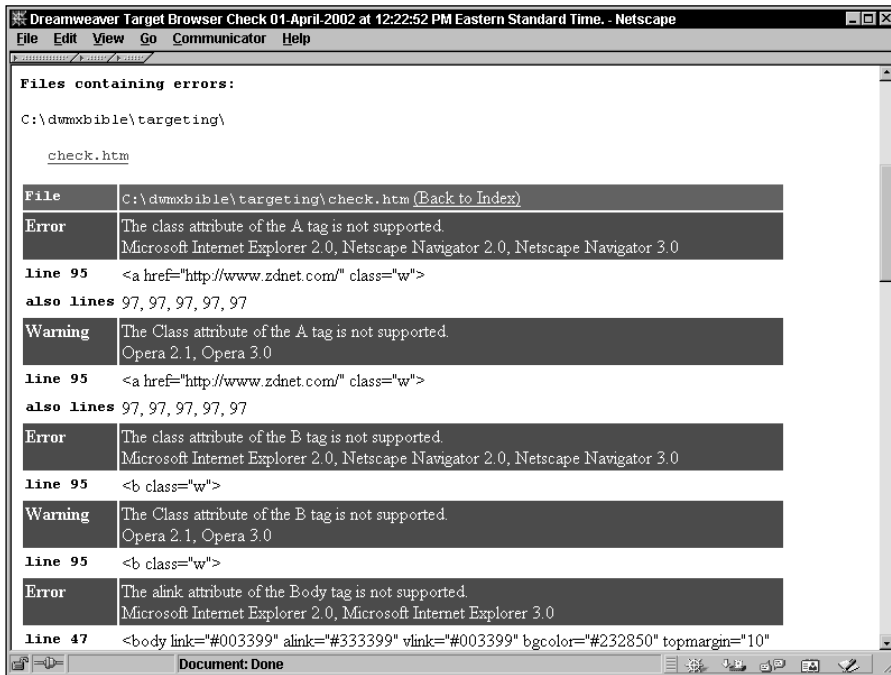 Dreamweaver Target Browser Check 01-April-2002 at 12:22:52 PM Eastern Standard Time. - Netscape
File Edit View Go Communicator Help
Files containing errors:
C:\dwmxbible\targeting\
check.htm
File C:\dwmxbible\targeting\check.htm (Back to Index)
Error The class attribute of the A tag is not supported.
Microsoft Internet Explorer 2.0, Netscape Navigator 2.0, Netscape Navigator 3.0
line 95 <a href="http://www.zdnet.com/" class="w">
also lines 97, 97, 97, 97, 97
Warning The Class attribute of the A tag is not supported.
Opera 2.1, Opera 3.0
line 95 <a href="http://www.zdnet.com/" class="w">
also lines 97, 97, 97, 97, 97
Error The class attribute of the B tag is not supported.
Microsoft Internet Explorer 2.0, Netscape Navigator 2.0, Netscape Navigator 3.0
line 95 <b class="w">
Warning The Class attribute of the B tag is not supported.
Opera 2.1, Opera 3.0
line 95 <b class="w">
Error The alink attribute of the Body tag is not supported.
Microsoft Internet Explorer 2.0, Microsoft Internet Explorer 3.0
line 47 <body link="#003399" alink="#333399" vlink="#003399" bgcolor="#232850" topmargin="10"
Document: Done